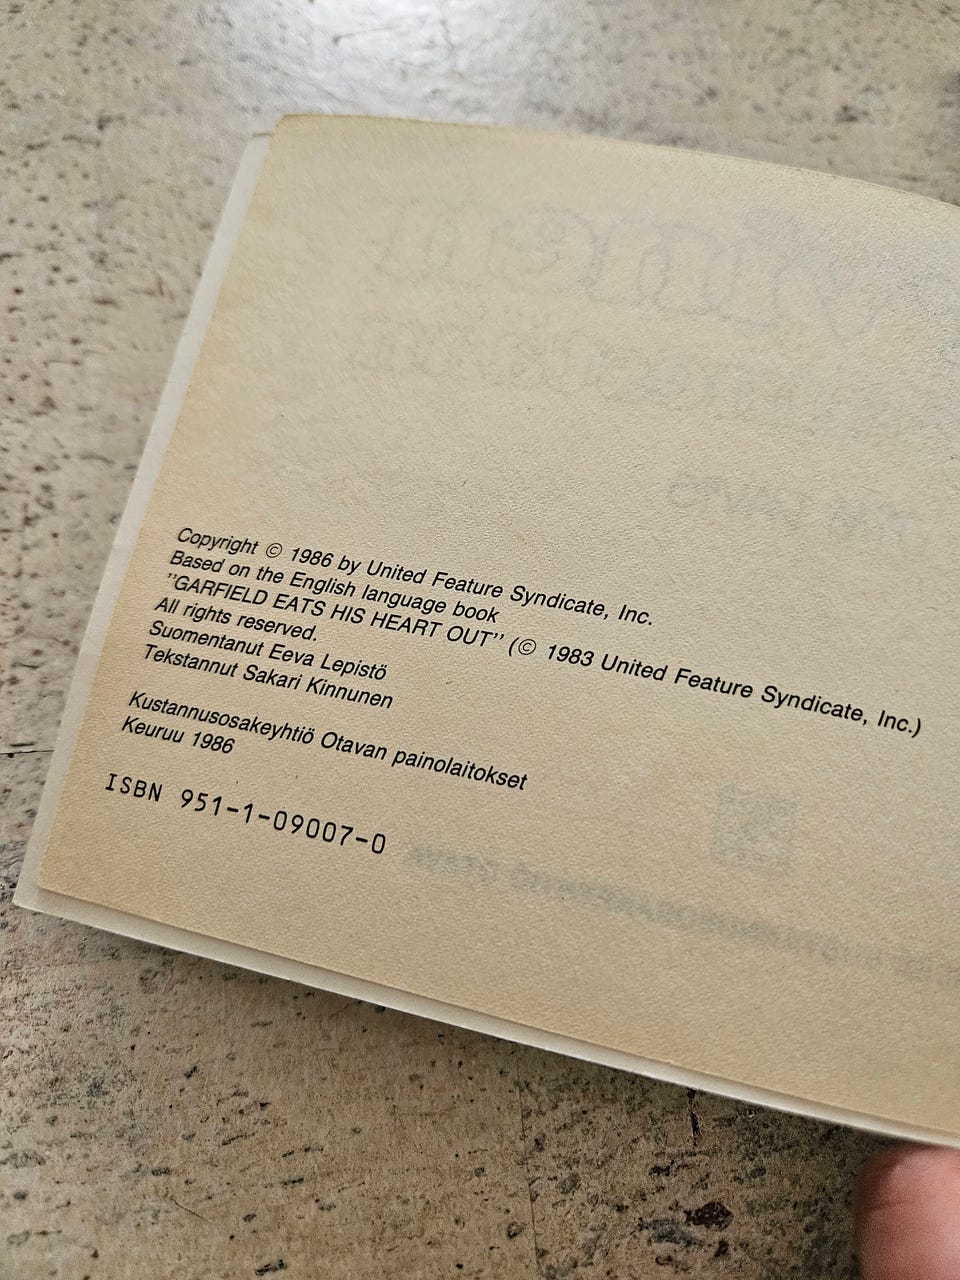 Copyright © 1986 by United Feature Syndicate, Inc.
Based on the English language book
"GARFIELD EATS HIS HEART OUT" (© 1983 United Feature Syndicate, Inc.)
All rights reserved.
Suomentanut Eeva Lepistö
Tekstannut Sakari Kinnunen
Kustannusosakeyhtiö Otavan painolaitokset
Keuruu 1986
ISBN 951-1-09007-0